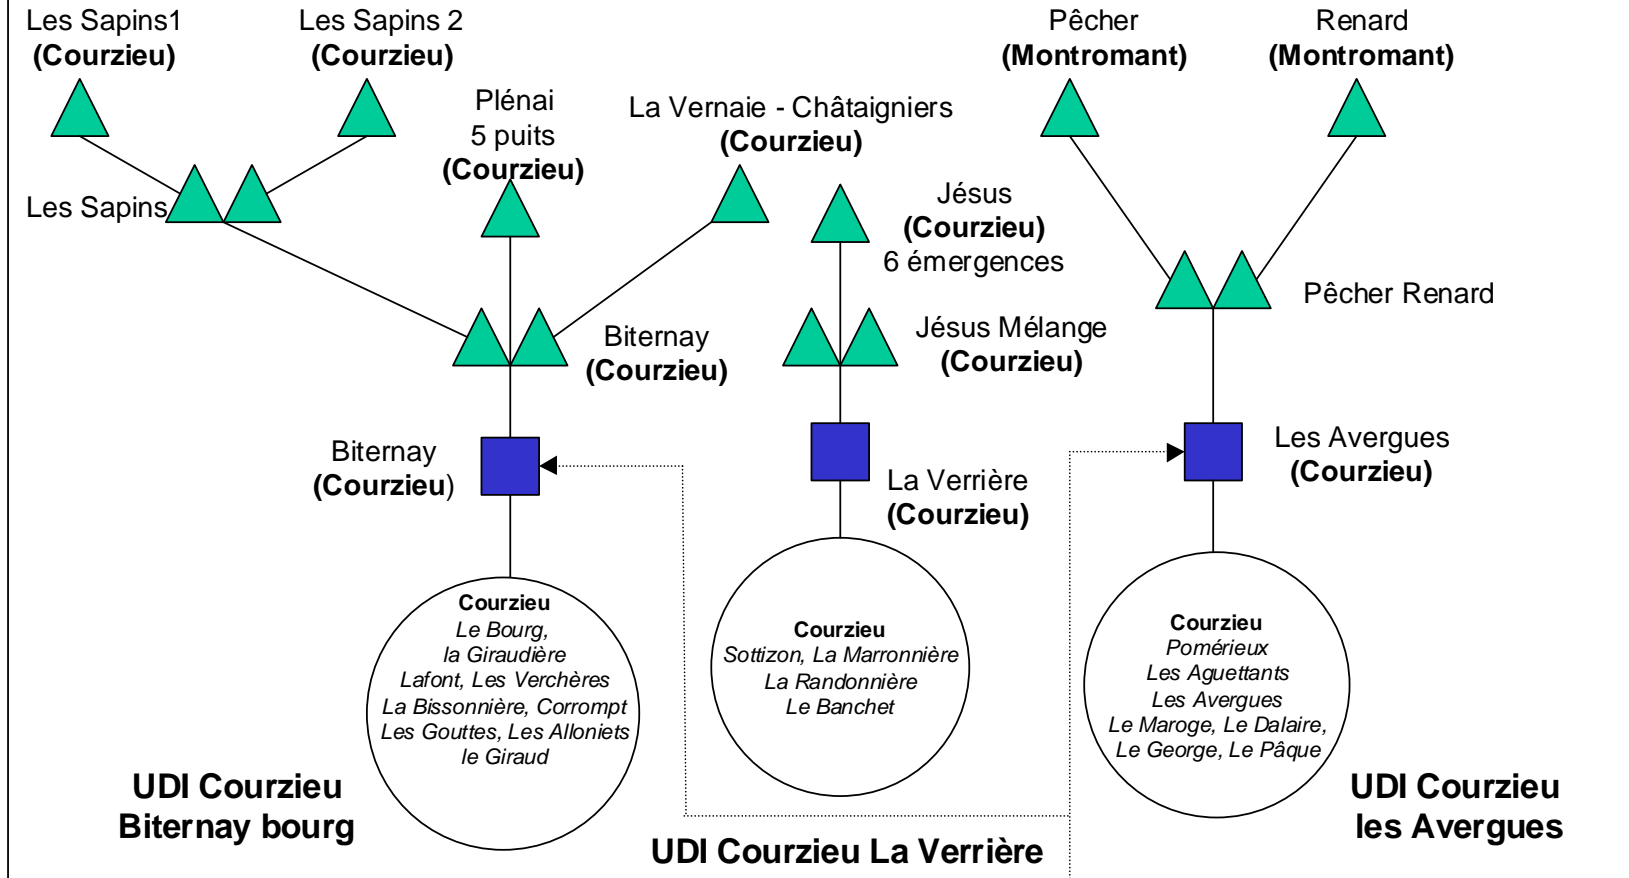 Les Sapins1
(Courzieu)
Les Sapins 2
(Courzieu)
Plénai
5 puits
(Courzieu)
La Vernaie - Châtaigniers
(Courzieu)
Pêcher
(Montromant)
Renard
(Montromant)
Les Sapins
Jésus
(Courzieu)
6 émergences
Pêcher Renard
Biternay
(Courzieu)
Jésus Mélange
(Courzieu)
Biternay
(Courzieu)
La Verrière
(Courzieu)
Les Avergues
(Courzieu)
Courzieu
Le Bourg,
la Giraudière
Lafont, Les Verchères
La Bissonnière, Corrompt
Les Gouttes, Les Alloniets
le Giraud
Courzieu
Sottizon, La Marronnière
La Randonnière
Le Banchet
Courzieu
Pomérieux
Les Aguettants
Les Avergues
Le Maroge, Le Dalaire,
Le George, Le Pâque
UDI Courzieu
Biternay bourg
UDI Courzieu La Verrière
UDI Courzieu
les Avergues